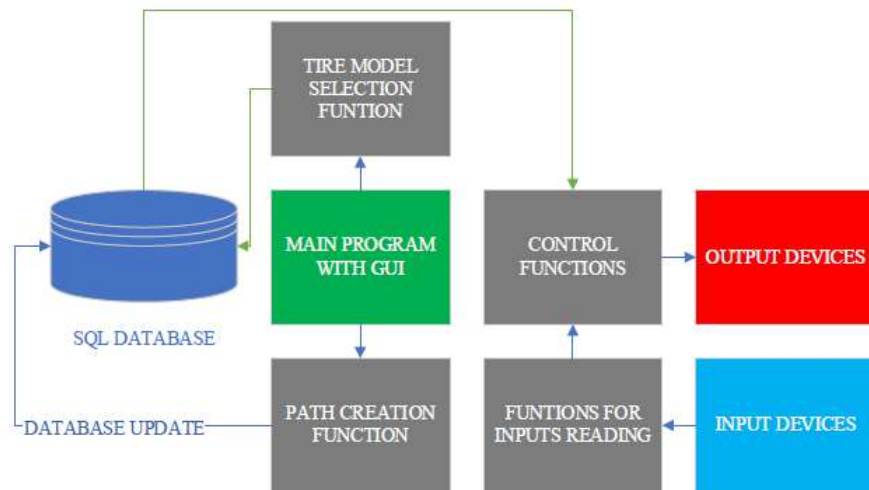 TIRE MODEL
SELECTION
FUNTION
MAIN PROGRAM
WITH GUI
CONTROL
FUNCTIONS
OUTPUT DEVICES
SQL DATABASE
DATABASE UPDATE
PATH CREATION
FUNCTION
FUNTIONS FOR
INPUTS READING
INPUT DEVICES